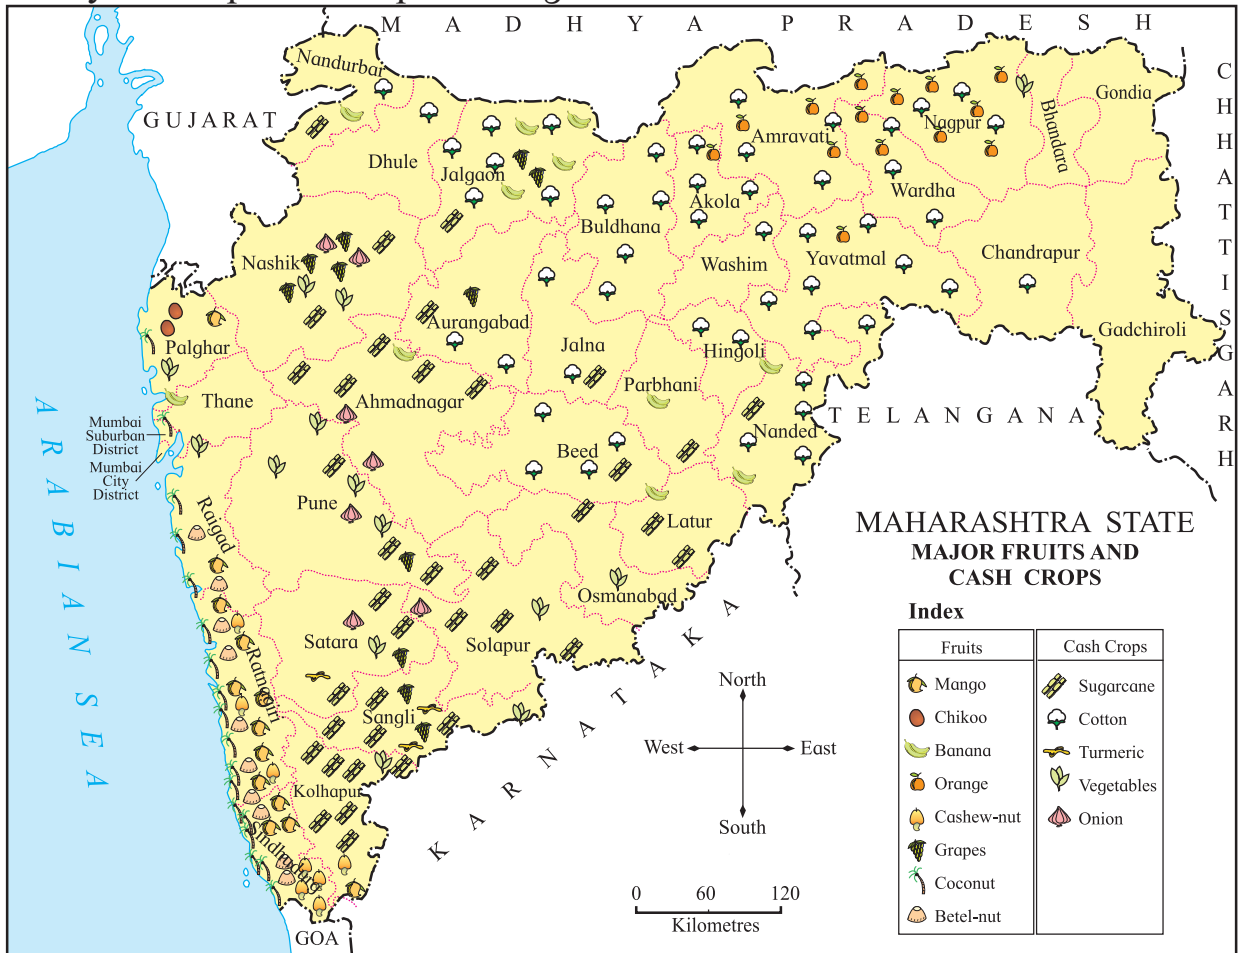 M A D H Y A P R A D E S H
C H H A T T I S G A R H
GUJARAT
Nandurbar
Dhule
Jalgaon
Buldhana
Akola
Amravati
Nagpur
Bhandara
Gondia
Wardha
Washim
Yavatmal
Chandrapur
Gadchiroli
Nashik
Aurangabad
Jalna
Hingoli
Parbhani
Palghar
Thane
Ahmadnagar
Mumbai
Suburban
District
Mumbai
City
District
Beed
Nanded
TELANGANA
Pune
Raigad
Latur
Osmanabad
Satara
Solapur
Ratnagiri
Sangli
Kolhapur
Sindhudurg
ARABIAN SEA
KARNATAKA
GOA
MAHARASHTRA STATE
MAJOR FRUITS AND
CASH CROPS
Index
Fruits
Mango
Chikoo
Banana
Orange
Cashew-nut
Grapes
Coconut
Betel-nut
Cash Crops
Sugarcane
Cotton
Turmeric
Vegetables
Onion
North
West East
South
0 60 120
Kilometres